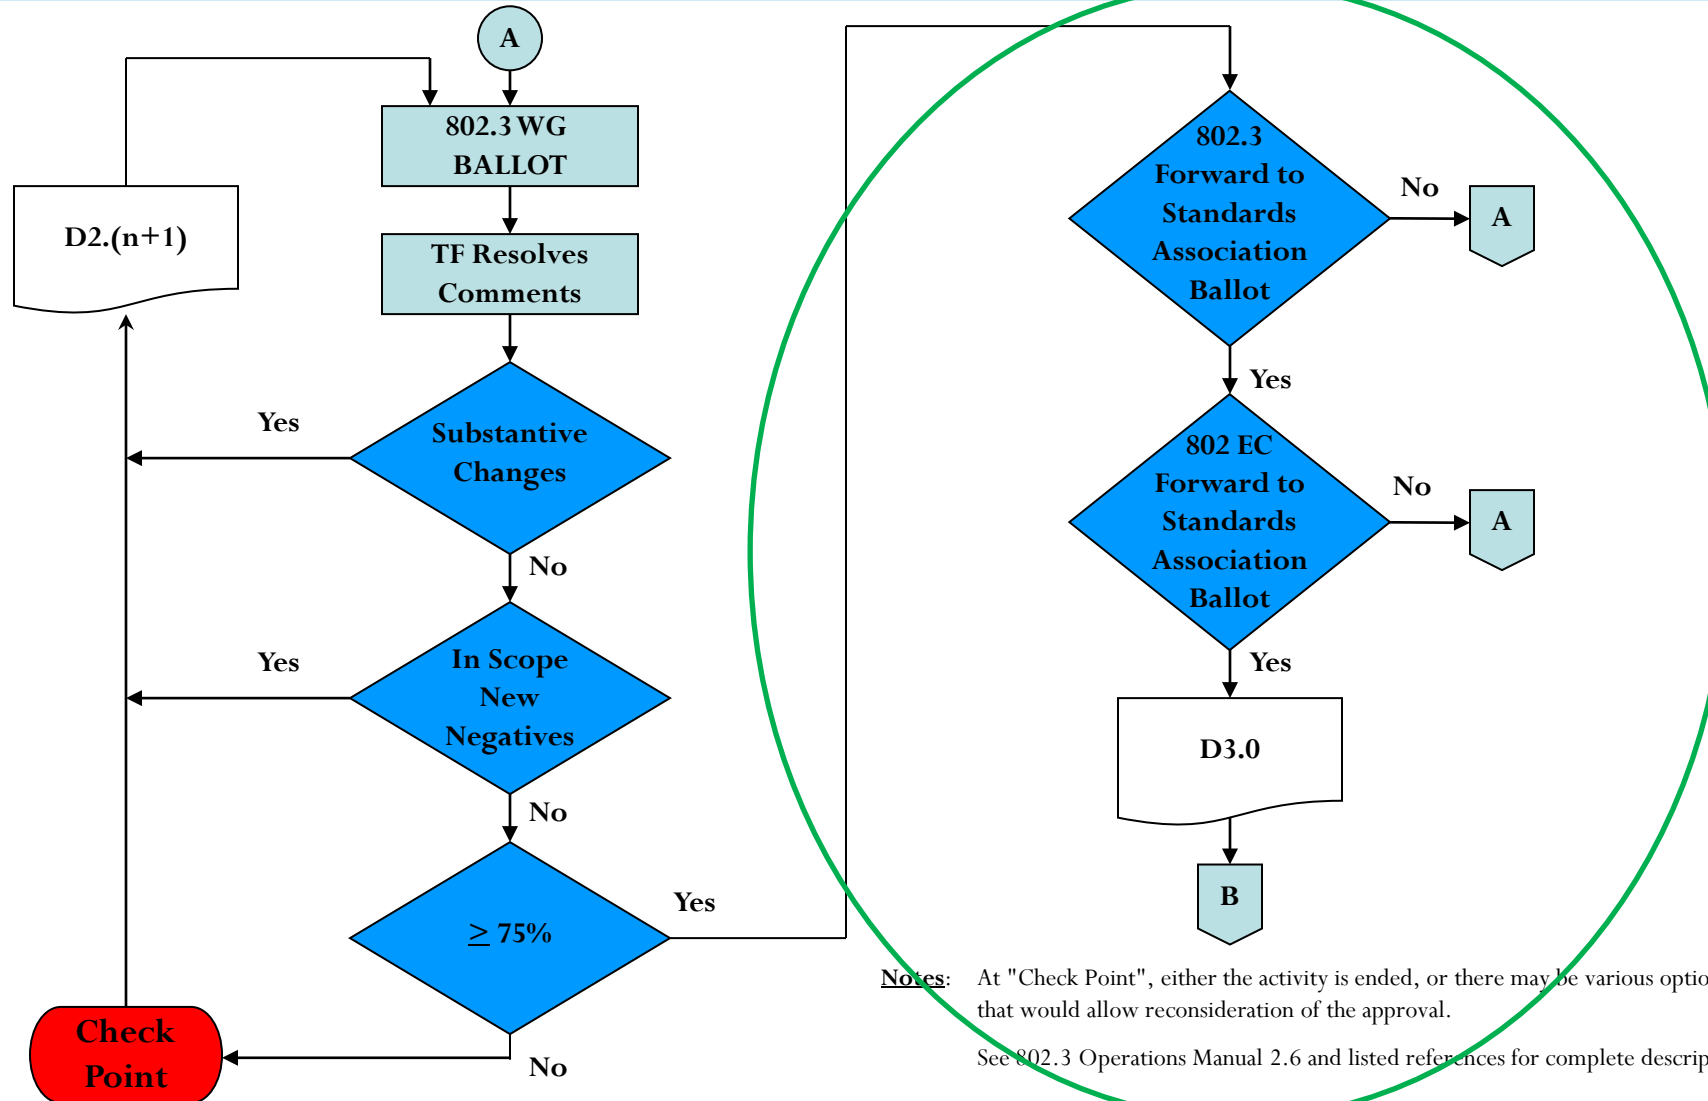 A
802.3 WG
BALLOT
D2.(n+1)
TF Resolves
Comments
Yes
Substantive
Changes
No
Yes
In Scope
New
Negatives
No
≥ 75%
Yes
No
Check
Point
802.3
Forward to
Standards
Association
Ballot
No
A
Yes
802 EC
Forward to
Standards
Association
Ballot
No
A
Yes
D3.0
B
Notes: At "Check Point", either the activity is ended, or there may be various optio
that would allow reconsideration of the approval.
See 802.3 Operations Manual 2.6 and listed references for complete descrip